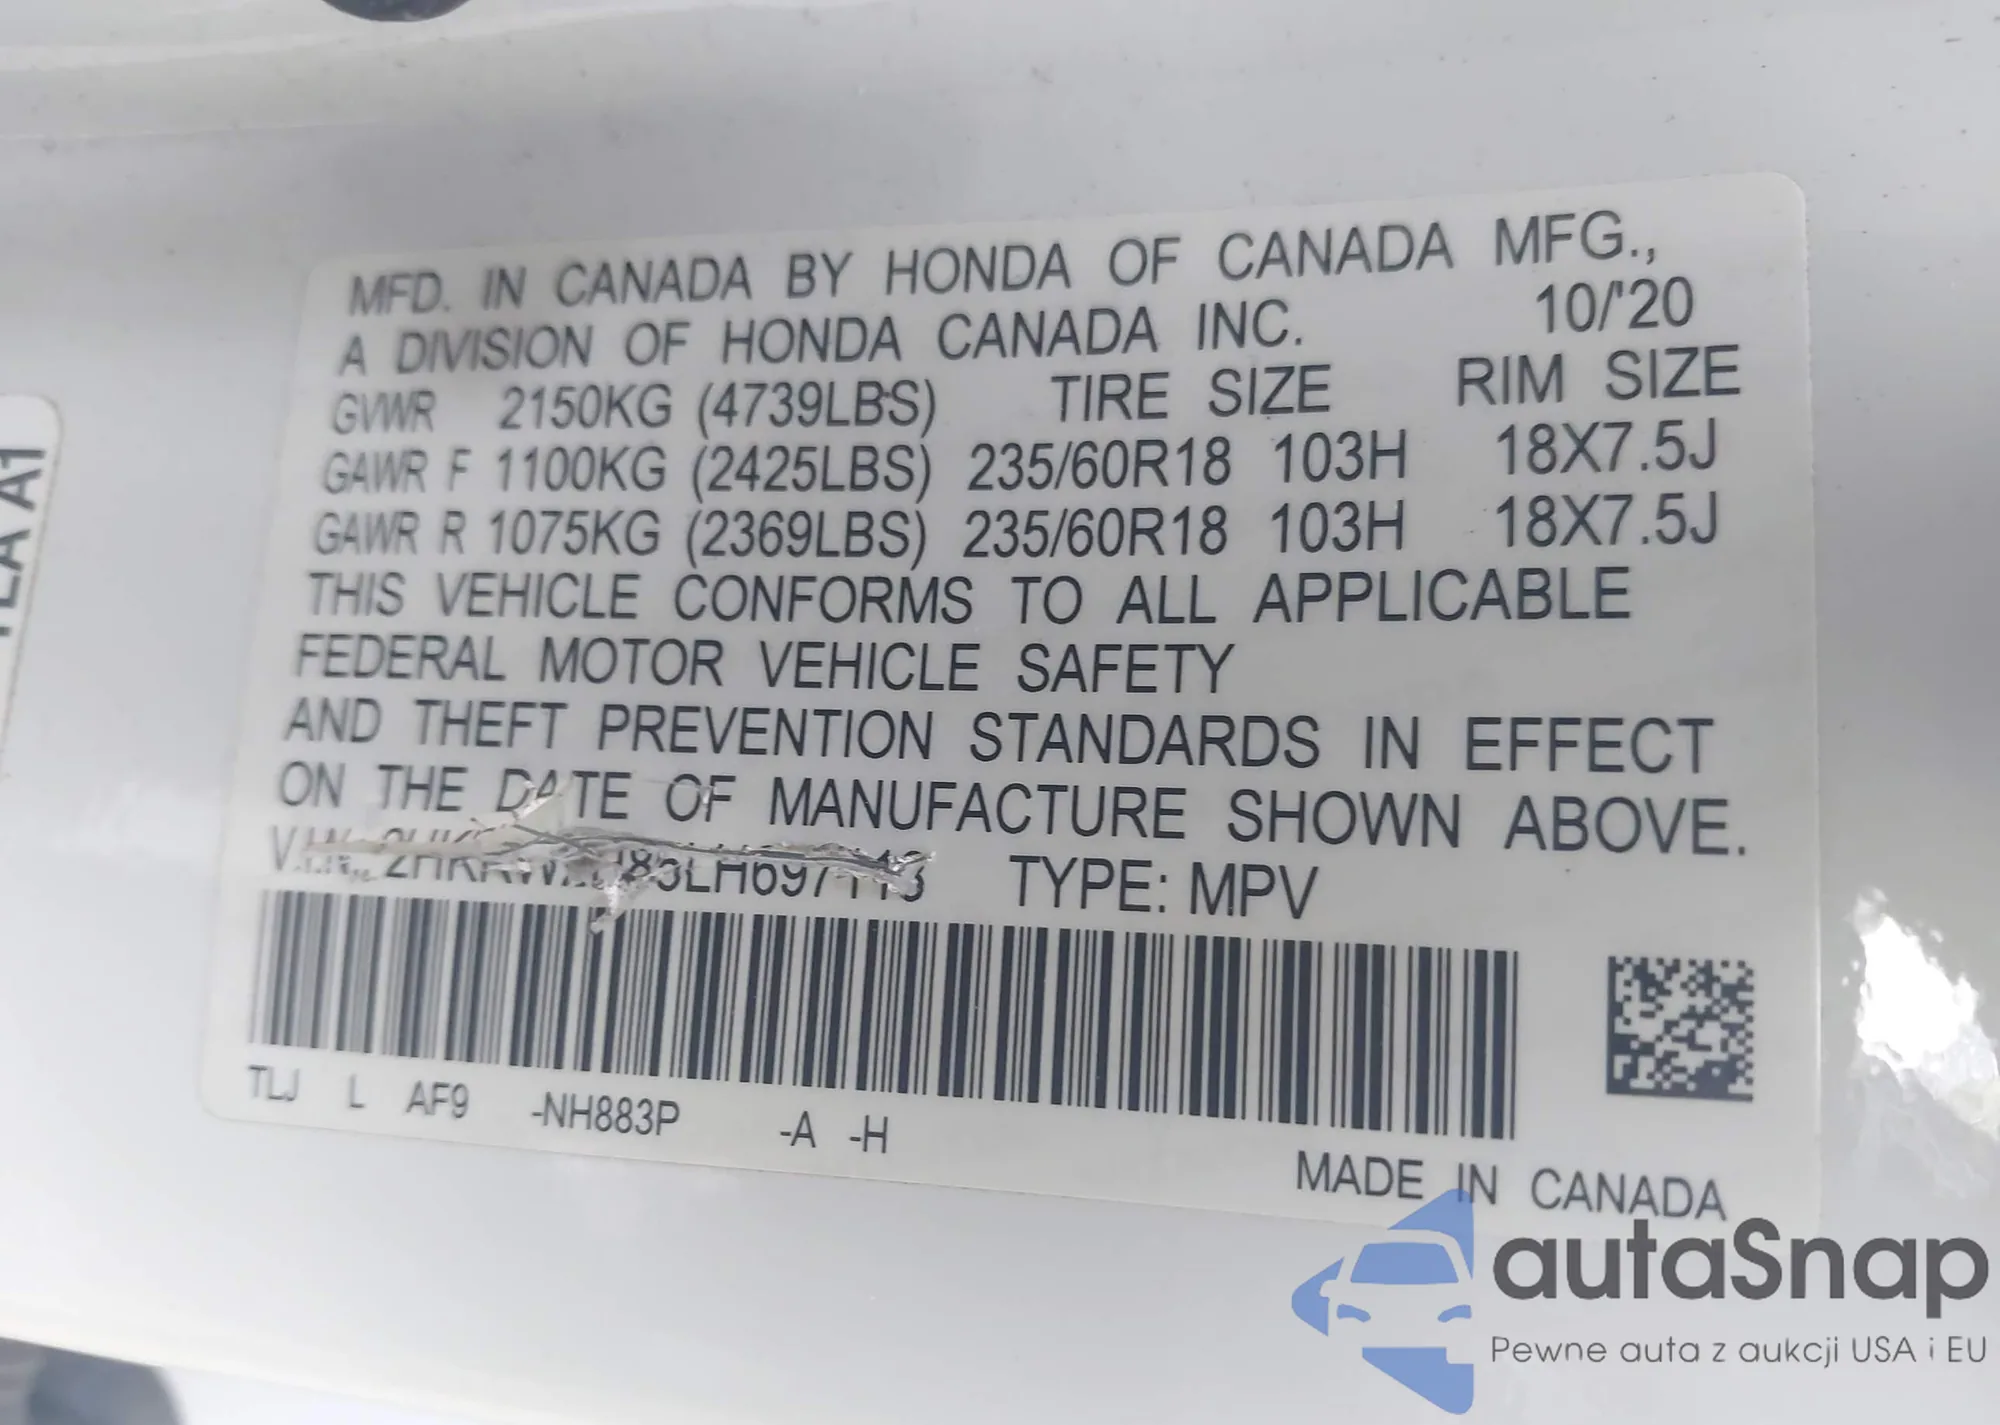 MFD. IN CANADA BY HONDA OF CANADA MFG.,
A DIVISION OF HONDA CANADA INC. 10/'20
GVWR 2150KG (4739LBS) TIRE SIZE RIM SIZE
GAWR F 1100KG (2425LBS) 235/60R18 103H 18X7.5J
GAWR R 1075KG (2369LBS) 235/60R18 103H 18X7.5J
THIS VEHICLE CONFORMS TO ALL APPLICABLE
FEDERAL MOTOR VEHICLE SAFETY
AND THEFT PREVENTION STANDARDS IN EFFECT
ON THE DATE OF MANUFACTURE SHOWN ABOVE.
TYPE: MPV
TLJ L AF9 -NH883P -A -H
MADE IN CANADA
autaSnap
Pewne auta z aukcji USA i EU